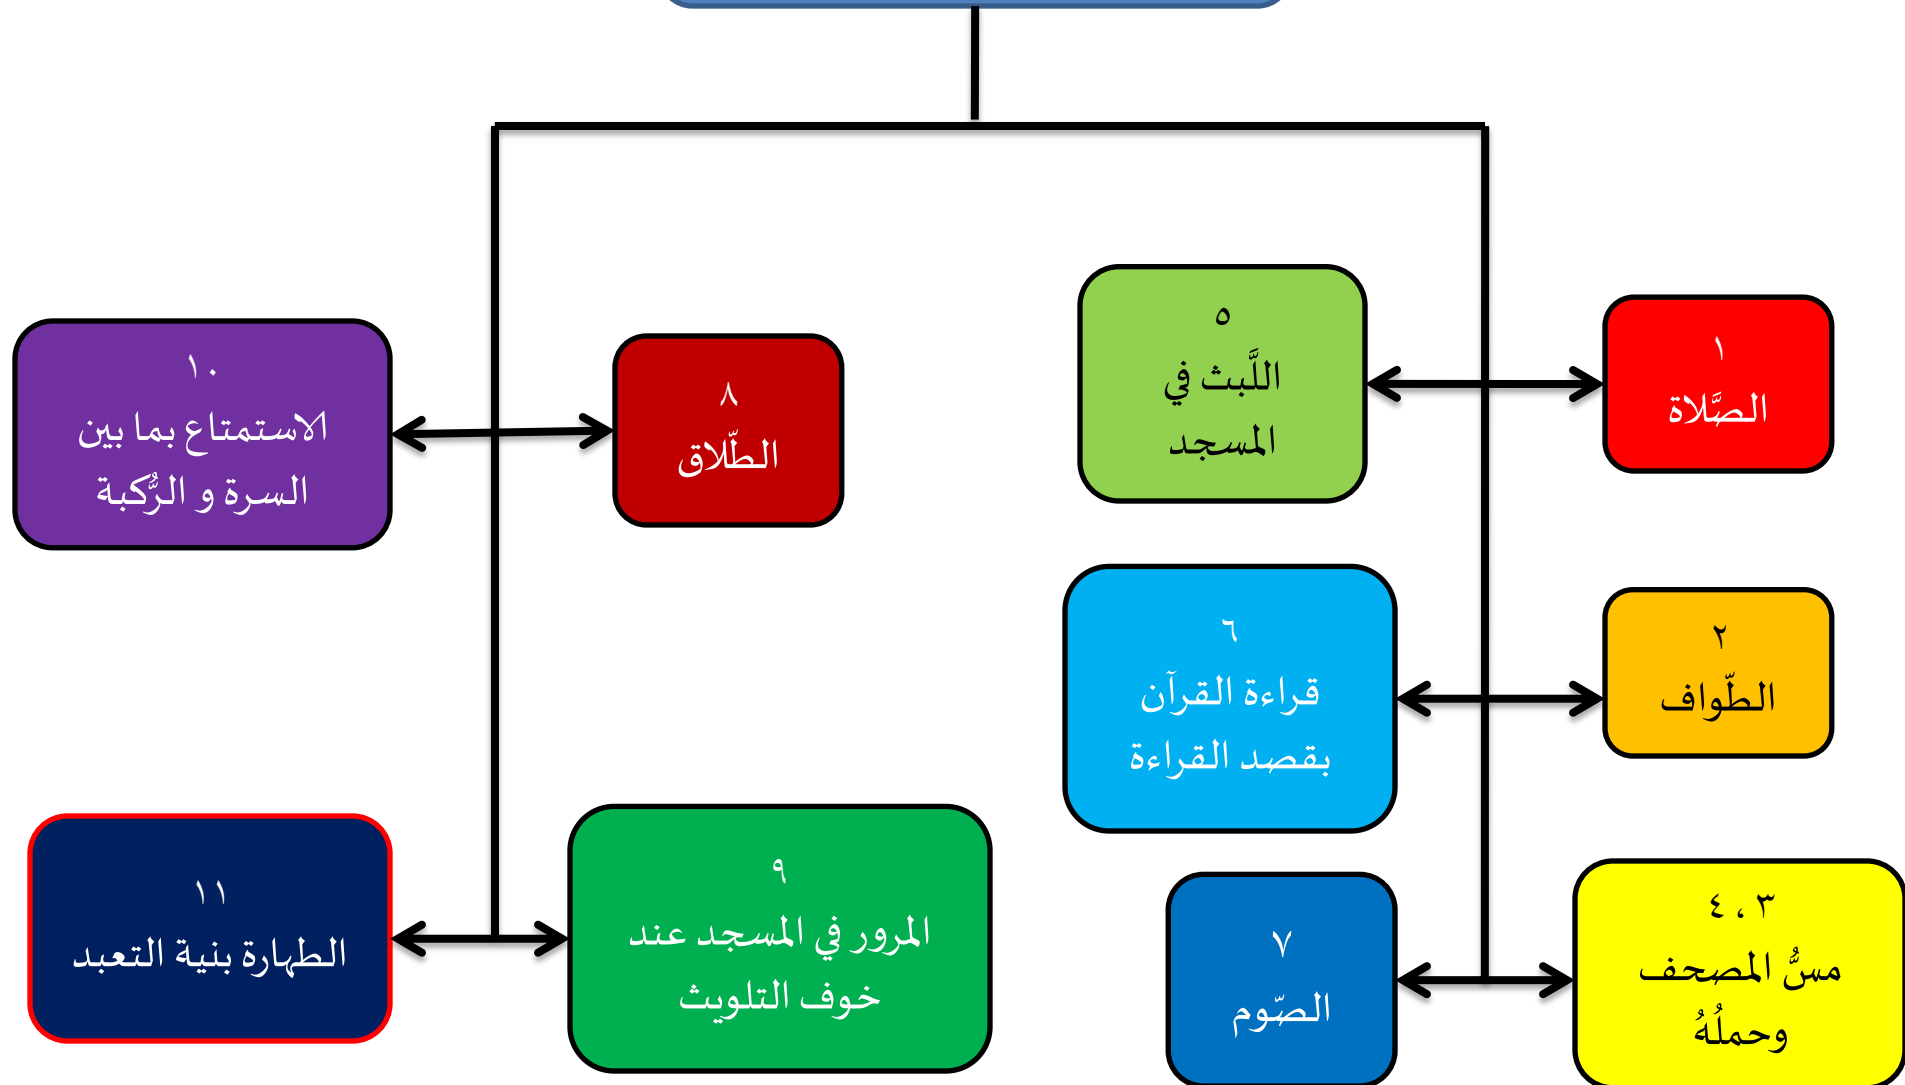 ١
الصَّلاة
٢
الطّواف
٣ ، ٤
مسُّ المصحف
وحملُهُ
٥
اللَّبث في
المسجد
٦
قراءة القرآن
بقصد القراءة
٧
الصّوم
٨
الطّلاق
٩
المرور في المسجد عند
خوف التلويث
١٠
الاستمتاع بما بين
السرة و الرُّكبة
١١
الطهارة بنية التعبد